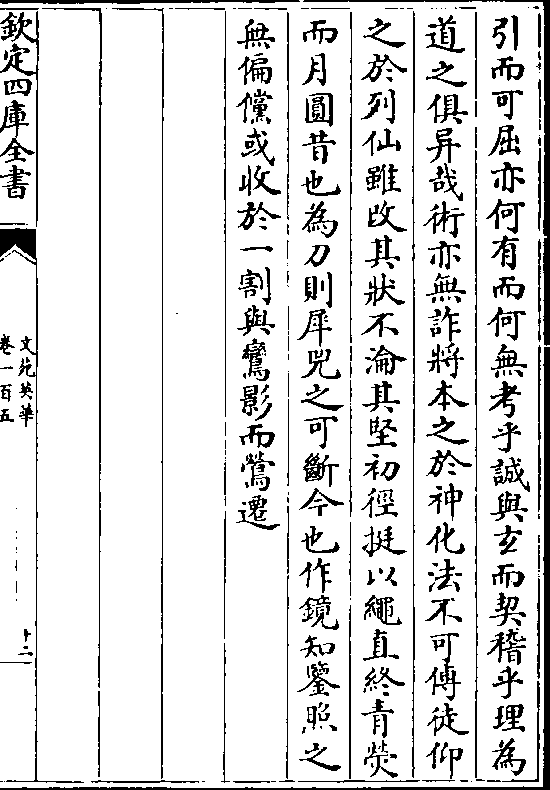 引而可屈亦何有而何無考乎誠與玄而契稽乎理為
道之俱异哉術亦無詐將本之於神化法不可傳徒仰
之於列仙雖改其狀不淪其堅初徑挺以繩直終青熒
而月圓昔也為刀則犀兕之可斷今也作鏡知鑒照之
無偏儻或收於一割與鸞影而鶯遷
欽定四庫全書
文苑英華
卷一百五
十二